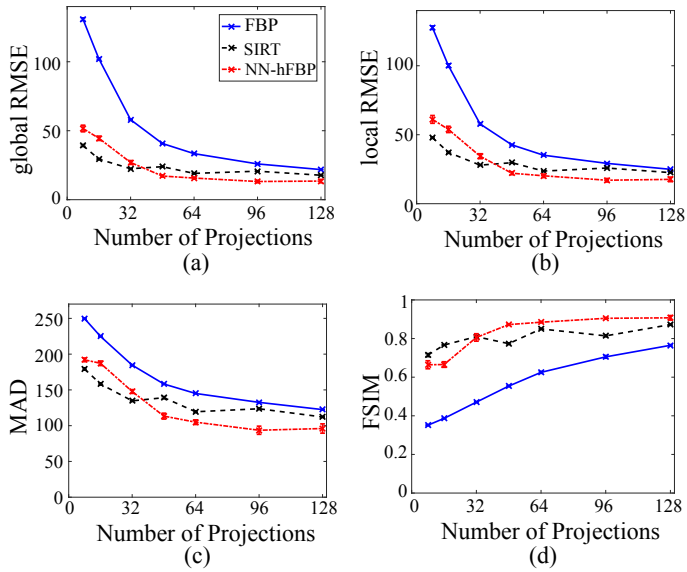 global RMSE
100
50
0
0 32 64 96 128
Number of Projections
(a)
FBP
SIRT
NN-hFBP
local RMSE
100
50
0
0 32 64 96 128
Number of Projections
(b)
MAD
250
200
150
100
50
0
0 32 64 96 128
Number of Projections
(c)
FSIM
1
0.8
0.6
0.4
0.2
0
0 32 64 96 128
Number of Projections
(d)